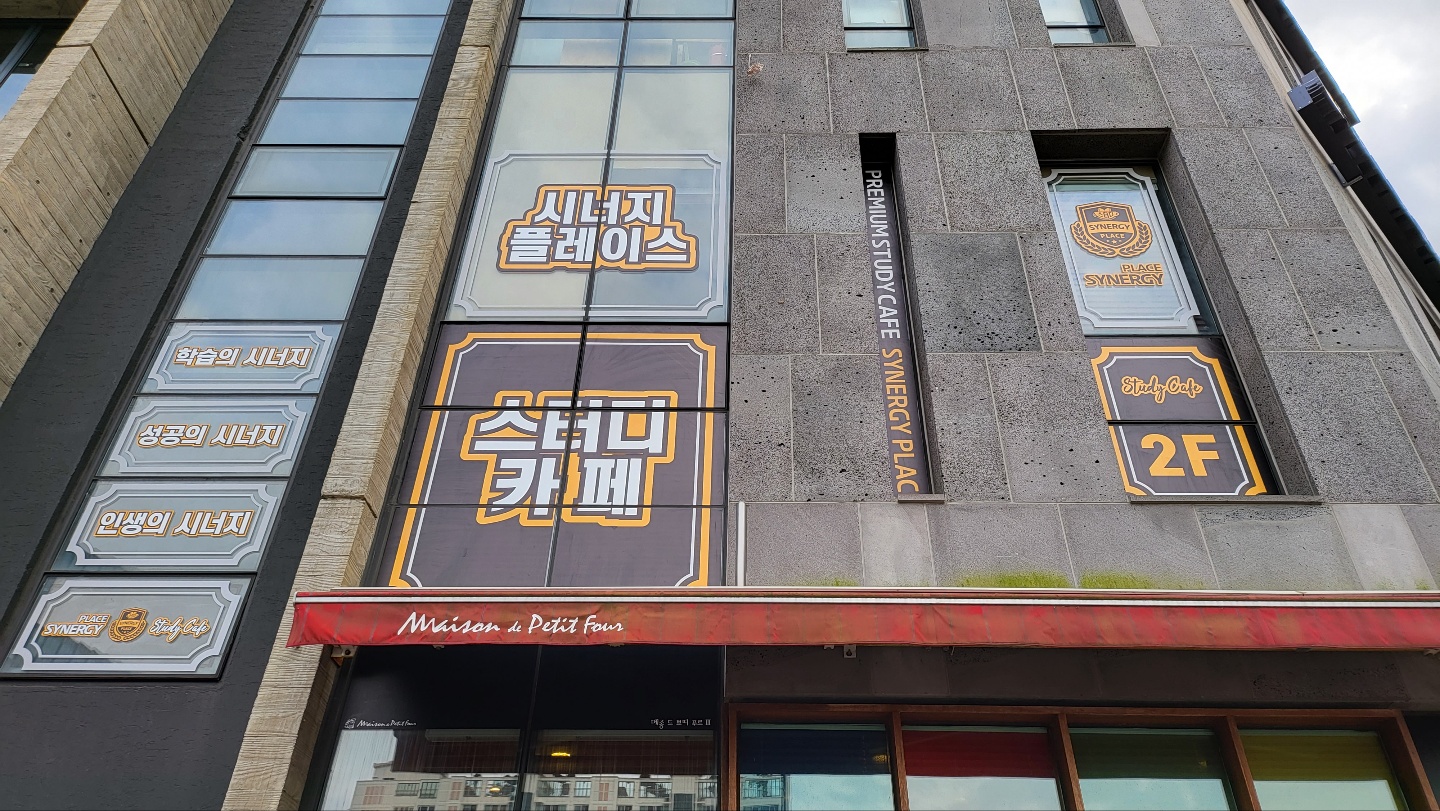 시너지
플레이스
스터디
카페
학습의 시너지
성공의 시너지
인생의 시너지
PLACE
SYNERGY
Study Cafe
PREMIUM STUDY CAFE SYNERGY PLAC
SYNERGY
PLACE
PLACE
SYNERGY
Study Cafe
2F
Maison de Petit Four
Maison de Petit Four